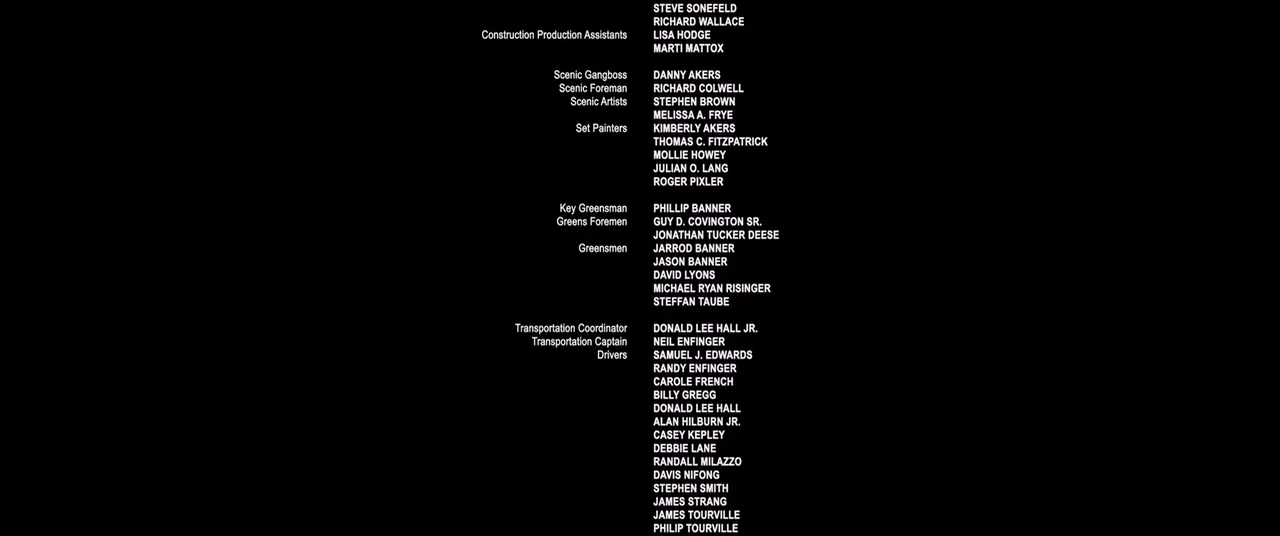 STEVE SONEFELD
RICHARD WALLACE
Construction Production Assistants LISA HODGE
MARTI MATTOX
Scenic Gangboss DANNY AKERS
Scenic Foreman RICHARD COLWELL
Scenic Artists STEPHEN BROWN
MELISSA A. FRYE
Set Painters KIMBERLY AKERS
THOMAS C. FITZPATRICK
MOLLIE HOWEY
JULIAN O. LANG
ROGER PIXLER
Key Greensman PHILLIP BANNER
Greens Foremen GUY D. COVINGTON SR.
JONATHAN TUCKER DEESE
Greensmen JARROD BANNER
JASON BANNER
DAVID LYONS
MICHAEL RYAN RISINGER
STEFFAN TAUBE
Transportation Coordinator DONALD LEE HALL JR.
Transportation Captain NEIL ENFINGER
Drivers SAMUEL J. EDWARDS
RANDY ENFINGER
CAROLE FRENCH
BILLY GREGG
DONALD LEE HALL
ALAN HILBURN JR.
CASEY KEPLEY
DEBBIE LANE
RANDALL MILAZZO
DAVIS NIFONG
STEPHEN SMITH
JAMES STRANG
JAMES TOURVILLE
PHILIP TOURVILLE